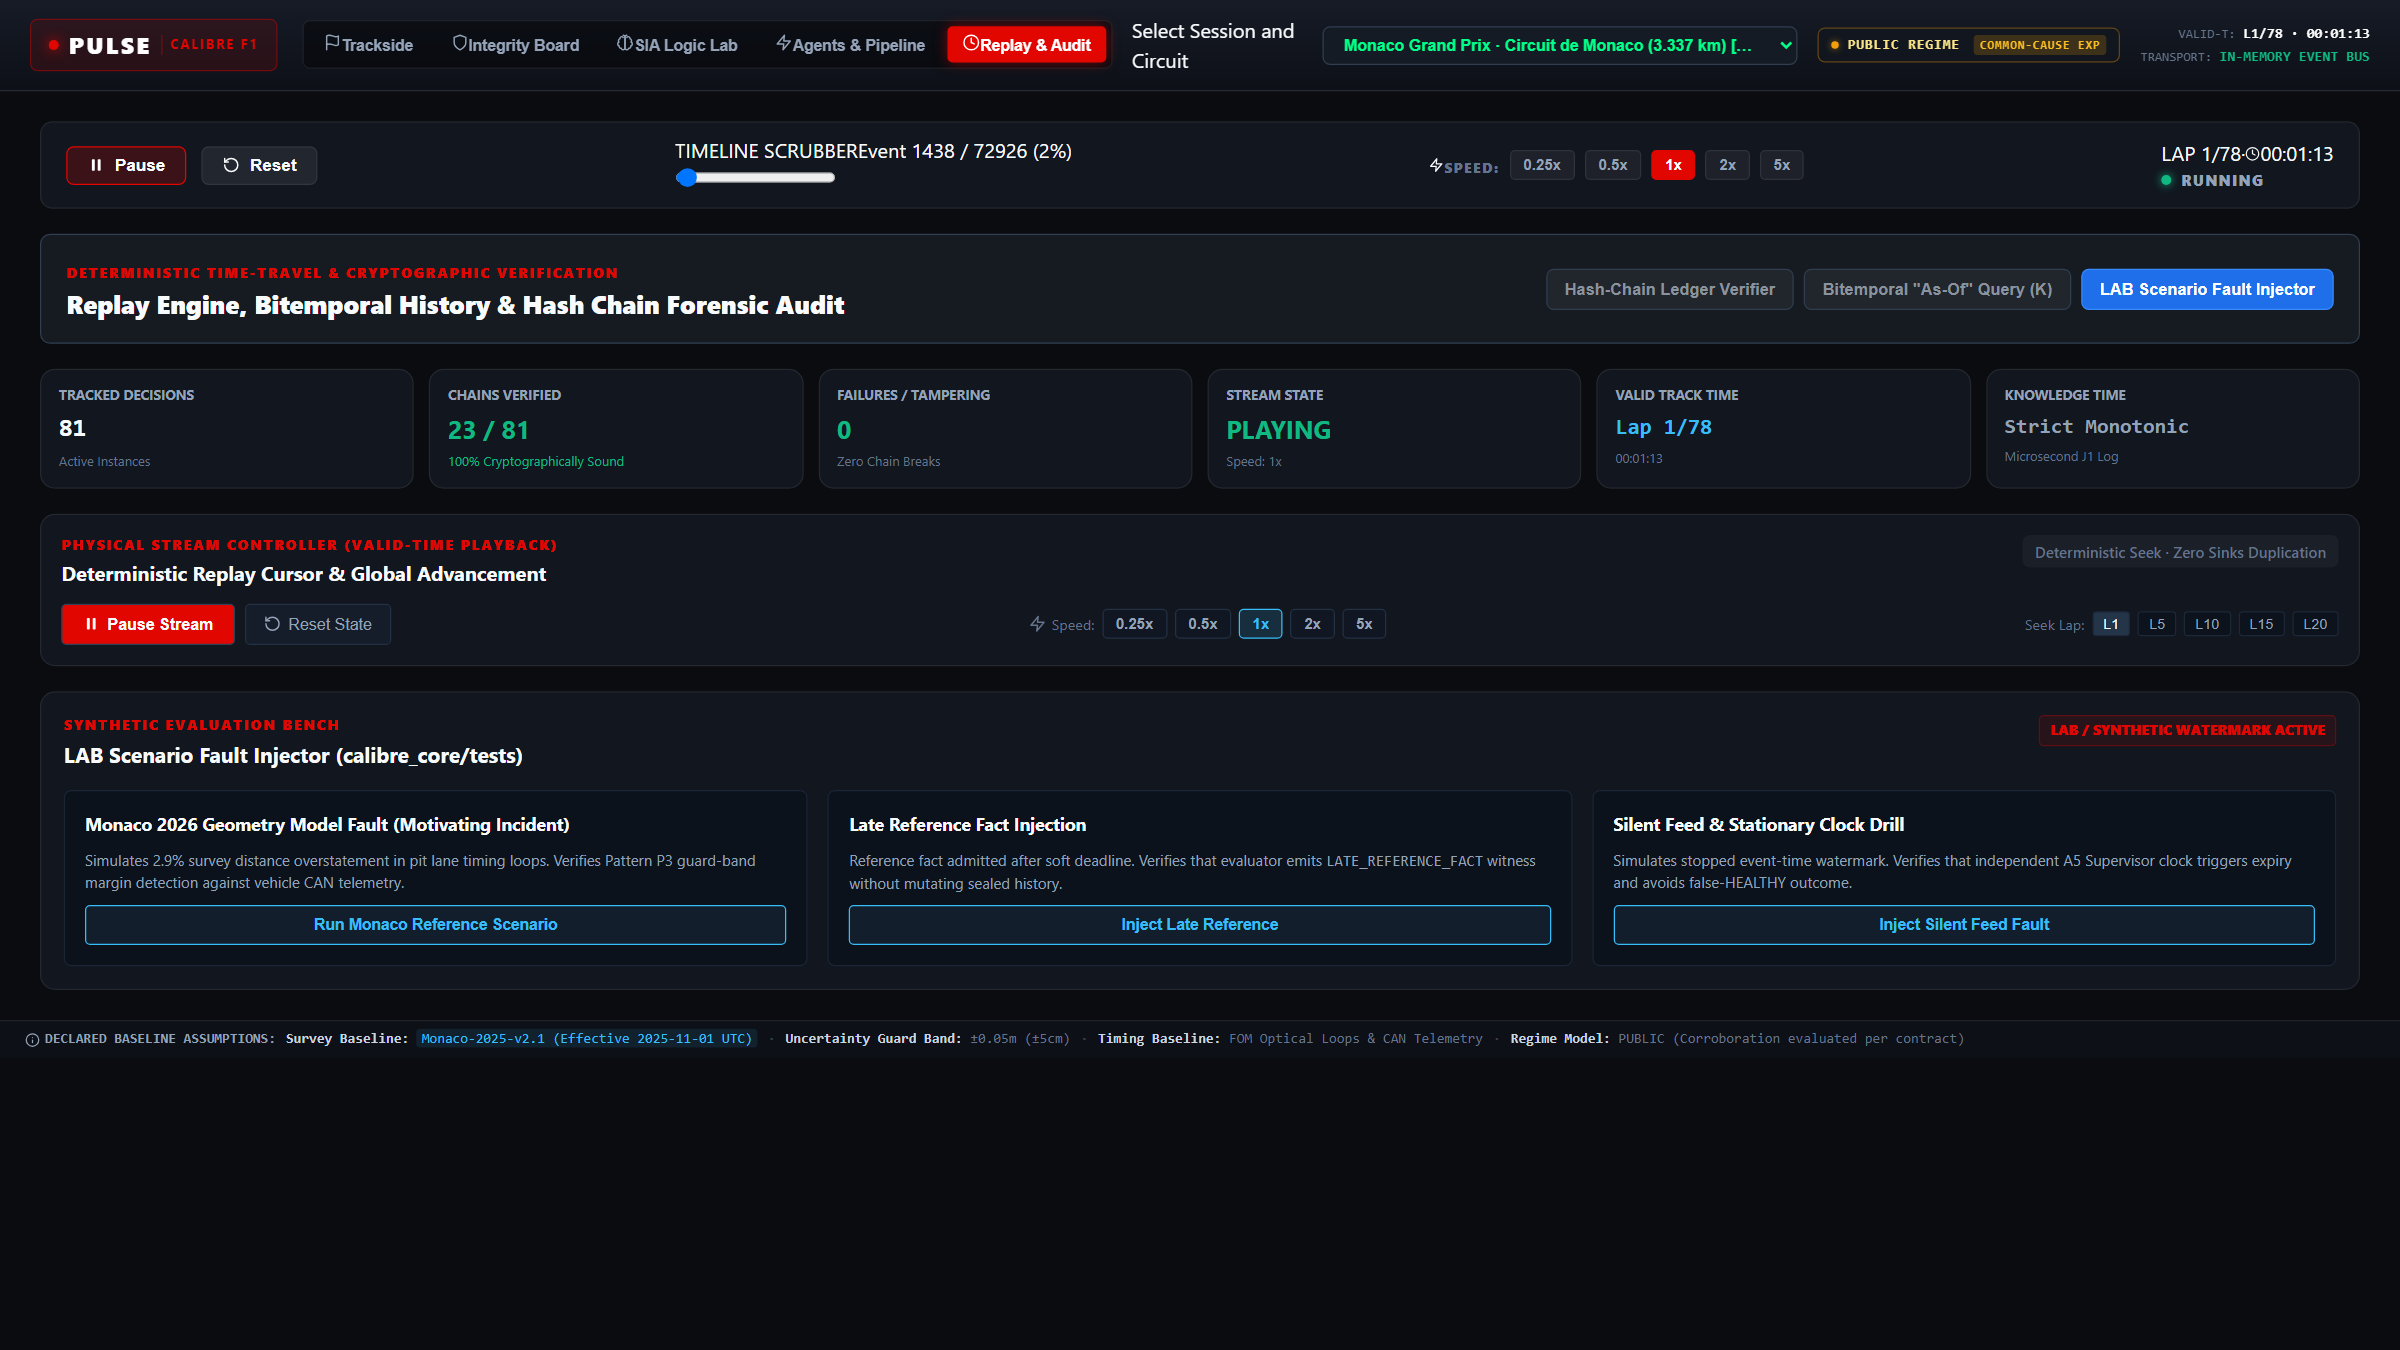 PULSE CALIBRE F1
Trackside
Integrity Board
SIA Logic Lab
Agents & Pipeline
Replay & Audit
Select Session and
Circuit
Monaco Grand Prix · Circuit de Monaco (3.337 km) [...
PUBLIC REGIME COMMON-CAUSE EXP
VALID-T: L1/78 • 00:01:13
TRANSPORT: IN-MEMORY EVENT BUS
Pause
Reset
TIMELINE SCRUBBEREvent 1438 / 72926 (2%)
SPEED: 0.25x 0.5x 1x 2x 5x
LAP 1/78·00:01:13
RUNNING
DETERMINISTIC TIME-TRAVEL & CRYPTOGRAPHIC VERIFICATION
Replay Engine, Bitemporal History & Hash Chain Forensic Audit
Hash-Chain Ledger Verifier
Bitemporal "As-Of" Query (K)
LAB Scenario Fault Injector
TRACKED DECISIONS
81
Active Instances
CHAINS VERIFIED
23 / 81
100% Cryptographically Sound
FAILURES / TAMPERING
0
Zero Chain Breaks
STREAM STATE
PLAYING
Speed: 1x
VALID TRACK TIME
Lap 1/78
00:01:13
KNOWLEDGE TIME
Strict Monotonic
Microsecond J1 Log
PHYSICAL STREAM CONTROLLER (VALID-TIME PLAYBACK)
Deterministic Replay Cursor & Global Advancement
Deterministic Seek · Zero Sinks Duplication
Pause Stream
Reset State
Speed: 0.25x 0.5x 1x 2x 5x
Seek Lap: L1 L5 L10 L15 L20
SYNTHETIC EVALUATION BENCH
LAB Scenario Fault Injector (calibre_core/tests)
LAB / SYNTHETIC WATERMARK ACTIVE
Monaco 2026 Geometry Model Fault (Motivating Incident)
Simulates 2.9% survey distance overstatement in pit lane timing loops. Verifies Pattern P3 guard-band
margin detection against vehicle CAN telemetry.
Run Monaco Reference Scenario
Late Reference Fact Injection
Reference fact admitted after soft deadline. Verifies that evaluator emits LATE_REFERENCE_FACT witness
without mutating sealed history.
Inject Late Reference
Silent Feed & Stationary Clock Drill
Simulates stopped event-time watermark. Verifies that independent A5 Supervisor clock triggers expiry
and avoids false-HEALTHY outcome.
Inject Silent Feed Fault
DECLARED BASELINE ASSUMPTIONS: Survey Baseline: Monaco-2025-v2.1 (Effective 2025-11-01 UTC) · Uncertainty Guard Band: ±0.05m (±5cm) · Timing Baseline: FOM Optical Loops & CAN Telemetry · Regime Model: PUBLIC (Corroboration evaluated per contract)